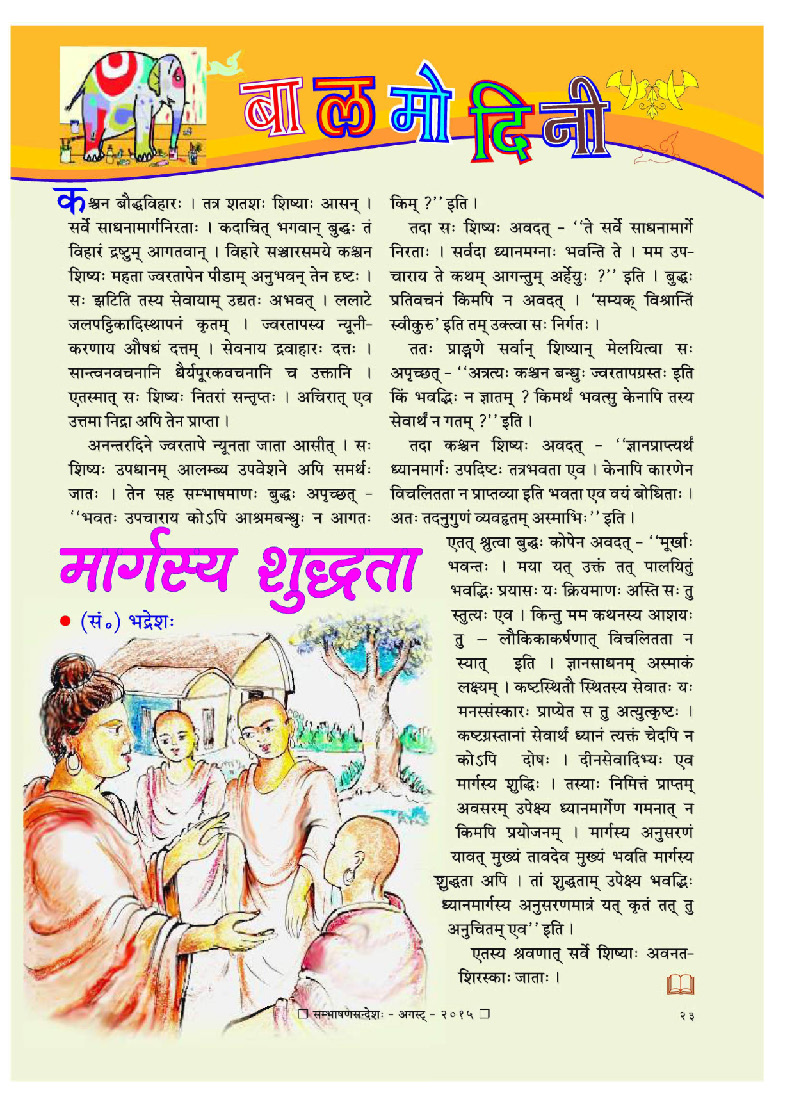 बालमोदिनी
कश्चन बौद्धविहारः । तत्र शतशः शिष्याः आसन् ।
सर्वे साधनामार्गनिरताः । कदाचित् भगवान् बुद्धः तं
विहारं द्रष्टुम् आगतवान् । विहारे सञ्चारसमये कश्चन
शिष्यः महता ज्वरतापेन पीडाम् अनुभवन् तेन दृष्टः ।
सः झटिति तस्य सेवायाम् उद्यतः अभवत् । ललाटे
जलपट्टिकादिस्थापनं कृतम् । ज्वरतापस्य न्यूनी-
करणाय औषधं दत्तम् । सेवनाय द्रवाहारः दत्तः ।
सान्त्वनवचनानि धैर्यपूरकवचनानि च उक्तानि ।
एतस्मात् सः शिष्यः नितरां सन्तृप्तः । अचिरात् एव
उत्तमा निद्रा अपि तेन प्राप्ता ।
अनन्तरदिने ज्वरतापे न्यूनता जाता आसीत् । सः
शिष्यः उपधानम् आलम्ब्य उपवेशने अपि समर्थः
जातः । तेन सह सम्भाषमाणः बुद्धः अपृच्छत् -
‘‘भवतः उपचाराय कोऽपि आश्रमबन्धुः न आगतः
किम् ?’’ इति ।
तदा सः शिष्यः अवदत् - ‘‘ते सर्वे साधनामार्गे
निरताः । सर्वदा ध्यानमग्नाः भवन्ति ते । मम उप-
चाराय ते कथम् आगन्तुम् अर्हेयुः ?’’ इति । बुद्धः
प्रतिवचनं किमपि न अवदत् । ‘सम्यक् विश्रान्तिं
स्वीकुरु’ इति तम् उक्त्वा सः निर्गतः ।
ततः प्राङ्गणे सर्वान् शिष्यान् मेलयित्वा सः
अपृच्छत् - ‘‘अत्रत्यः कश्चन बन्धुः ज्वरतापग्रस्तः इति
किं भवद्भिः न ज्ञातम् ? किमर्थं भवत्सु केनापि तस्य
सेवार्थं न गतम् ?’’ इति ।
तदा कश्चन शिष्यः अवदत् - ‘‘ज्ञानप्राप्त्यर्थं
ध्यानमार्गः उपदिष्टः तत्रभवता एव । केनापि कारणेन
विचलितता न प्राप्तव्या इति भवता एव वयं बोधिताः ।
अतः तदनुगुणं व्यवहृतम् अस्माभिः’’ इति ।
एतत् श्रुत्वा बुद्धः कोपेन अवदत् - ‘‘मूर्खाः
भवन्तः । मया यत् उक्तं तत् पालयितुं
भवद्भिः प्रयासः यः क्रियमाणः अस्ति सः तु
स्तुत्यः एव । किन्तु मम कथनस्य आशयः
तु – लौकिकाकर्षणात् विचलितता न
स्यात् इति । ज्ञानसाधनम् अस्माकं
लक्ष्यम् । कष्टस्थितौ स्थितस्य सेवातः यः
मनस्संस्कारः प्राप्येत स तु अत्युत्कृष्टः ।
कष्टग्रस्तानां सेवार्थं ध्यानं त्यक्तं चेदपि न
कोऽपि दोषः । दीनसेवादिभ्यः एव
मार्गस्य शुद्धिः । तस्याः निमित्तं प्राप्तम्
अवसरम् उपेक्ष्य ध्यानमार्गेण गमनात् न
किमपि प्रयोजनम् । मार्गस्य अनुसरणं
यावत् मुख्यं तावदेव मुख्यं भवति मार्गस्य
शुद्धता अपि । तां शुद्धताम् उपेक्ष्य भवद्भिः
ध्यानमार्गस्य अनुसरणमात्रं यत् कृतं तत् तु
अनुचितम् एव’’ इति ।
एतस्य श्रवणात् सर्वे शिष्याः अवनत-
शिरस्काः जाताः ।
मार्गस्य शुद्धता
• (सं॰) भद्रेशः
□ सम्भाषणसन्देशः - अगस्ट् - २०१५ □
२३